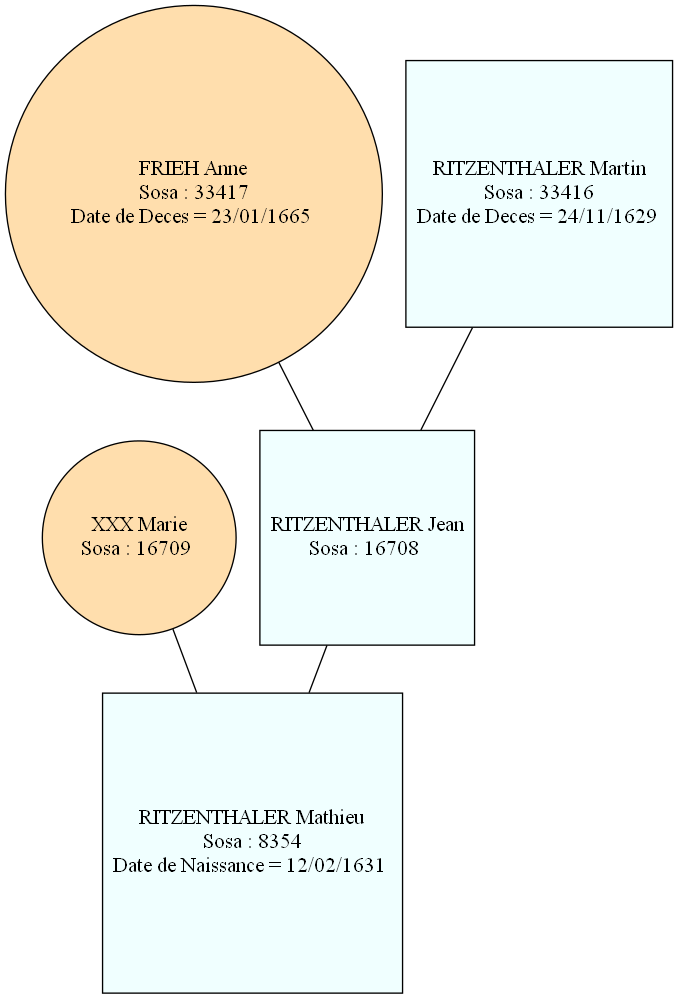 FRIEH Anne
Sosa : 33417
Date de Deces = 23/01/1665
RITZENTHALER Martin
Sosa : 33416
Date de Deces = 24/11/1629
XXX Marie
Sosa : 16709
RITZENTHALER Jean
Sosa : 16708
RITZENTHALER Mathieu
Sosa : 8354
Date de Naissance = 12/02/1631